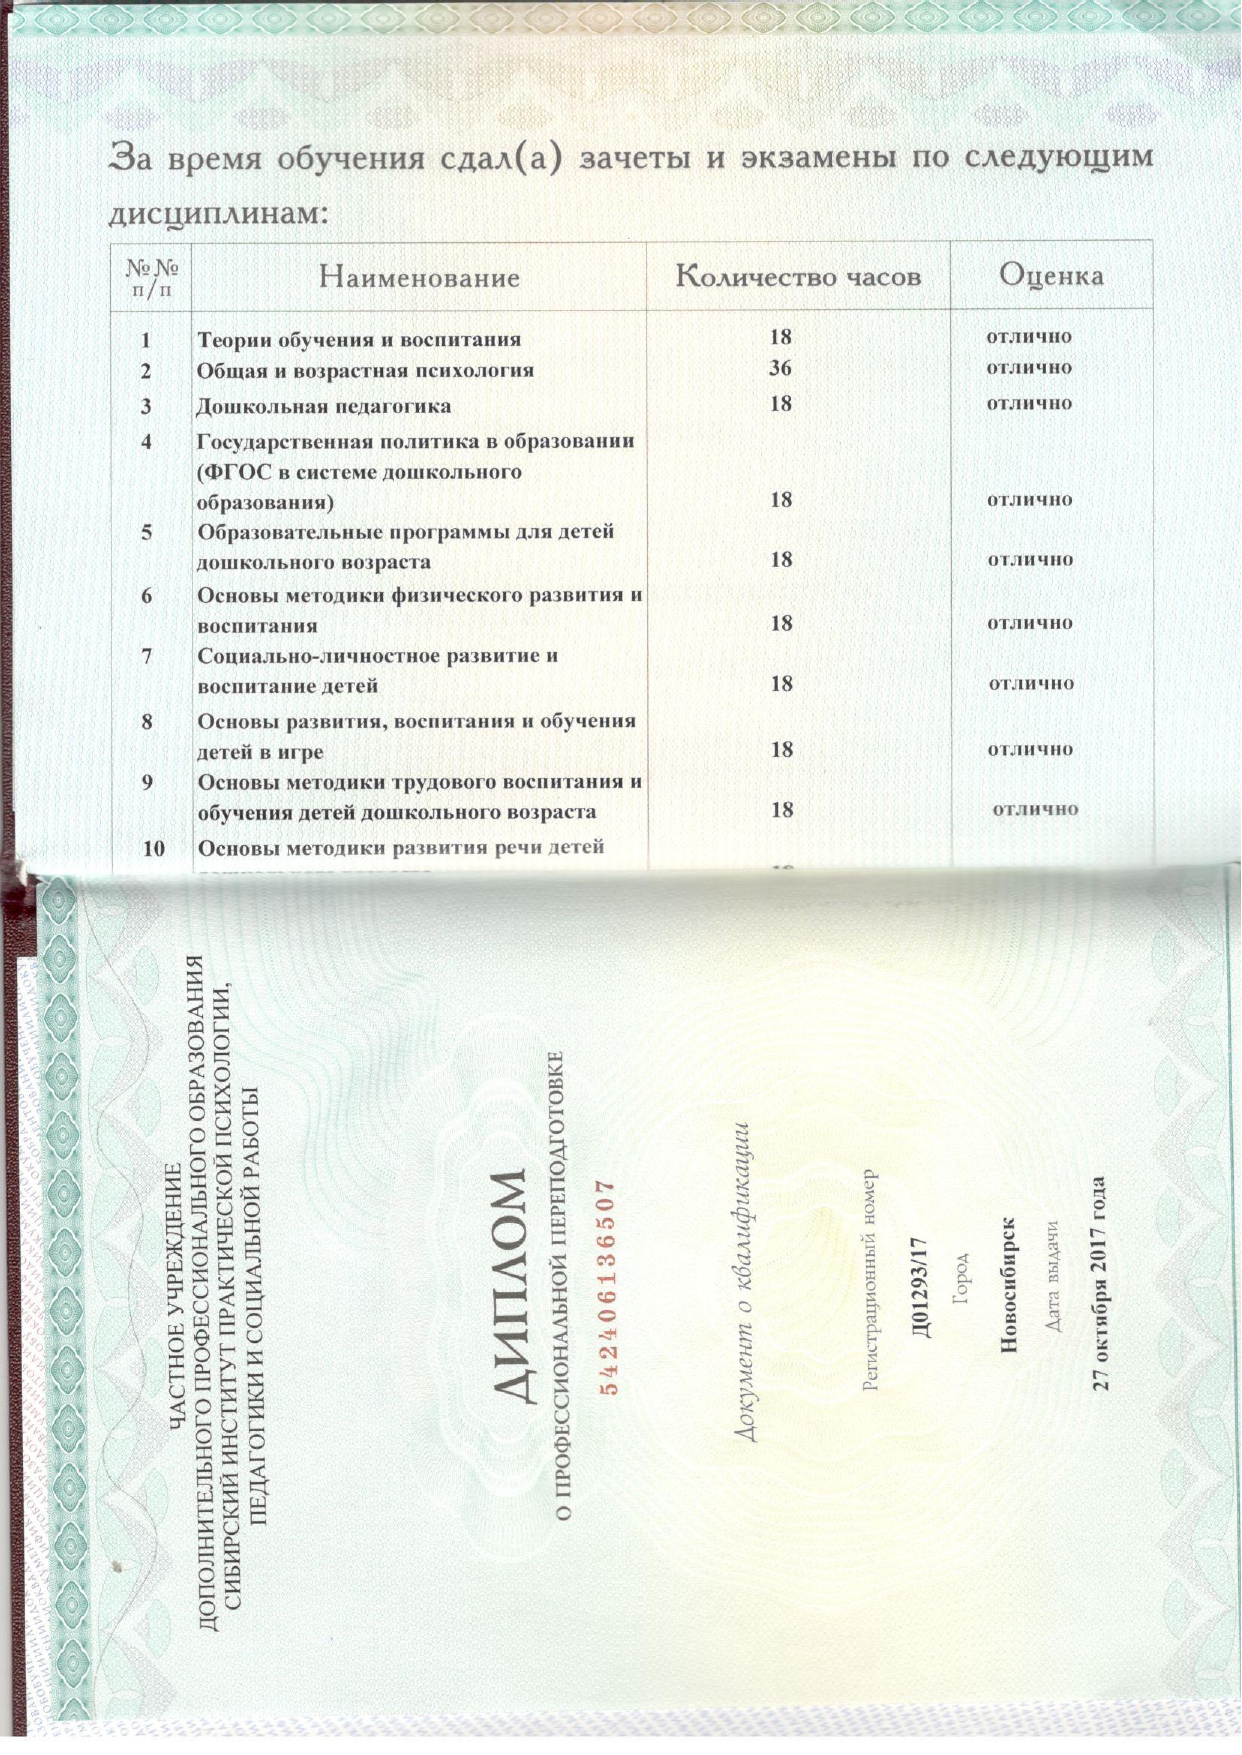 За время обучения сдал(а) зачеты и экзамены по следующим
дисциплинам:
№№ п/п Наименование Количество часов Оценка
1 Теории обучения и воспитания 18 отлично
2 Общая и возрастная психология 36 отлично
3 Дошкольная педагогика 18 отлично
4 Государственная политика в образовании
(ФГОС в системе дошкольного
образования) 18 отлично
5 Образовательные программы для детей
дошкольного возраста 18 отлично
6 Основы методики физического развития и
воспитания 18 отлично
7 Социально-личностное развитие и
воспитание детей 18 отлично
8 Основы развития, воспитания и обучения
детей в игре 18 отлично
9 Основы методики трудового воспитания и
обучения детей дошкольного возраста 18 отлично
10 Основы методики развития речи детей
ЧАСТНОЕ УЧРЕЖДЕНИЕ
ДОПОЛНИТЕЛЬНОГО ПРОФЕССИОНАЛЬНОГО ОБРАЗОВАНИЯ
СИБИРСКИЙ ИНСТИТУТ ПРАКТИЧЕСКОЙ ПСИХОЛОГИИ,
ПЕДАГОГИКИ И СОЦИАЛЬНОЙ РАБОТЫ
ДИПЛОМ
О ПРОФЕССИОНАЛЬНОЙ ПЕРЕПОДГОТОВКЕ
542406136507
Документ о квалификации
Регистрационный номер
Д01293/17
Город
Новосибирск
Дата выдачи
27 октября 2017 года